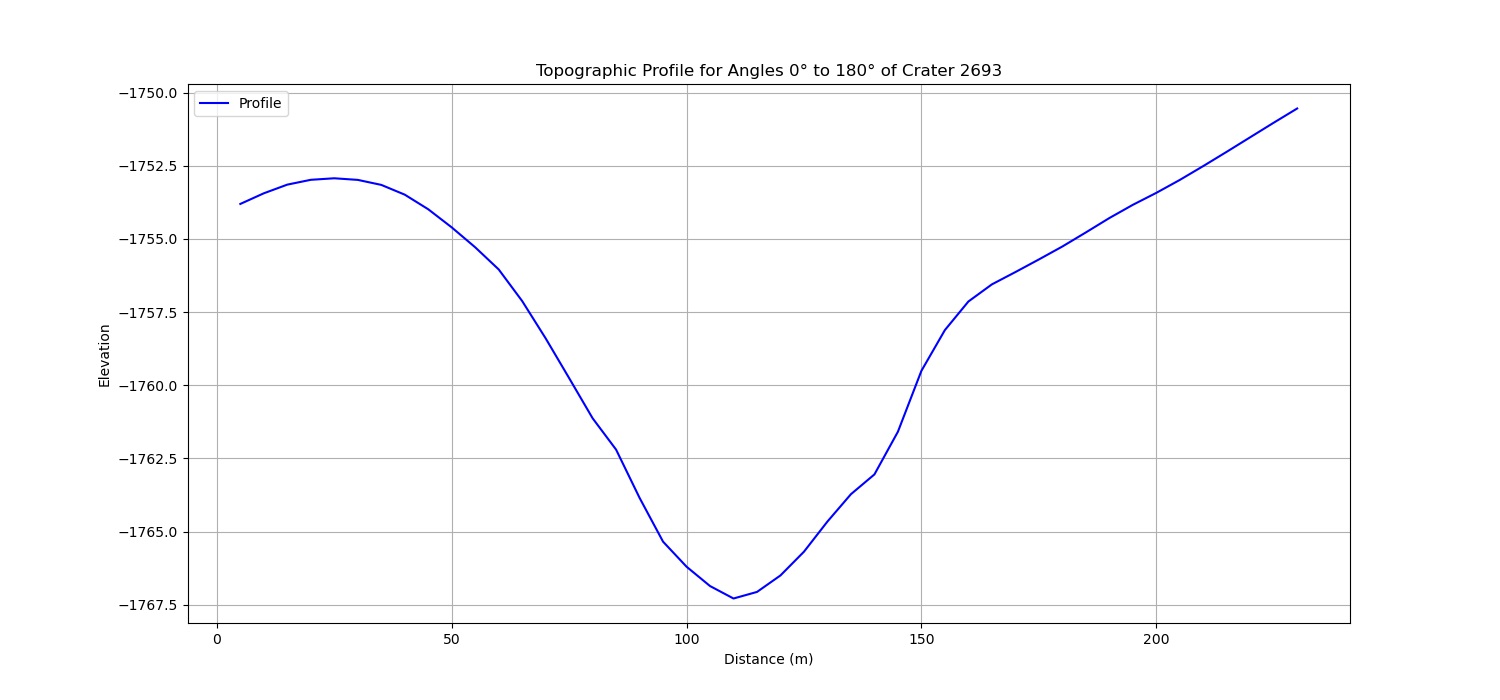 Topographic Profile for Angles 0° to 180° of Crater 2693
Profile
−1750.0
−1752.5
−1755.0
−1757.5
−1760.0
−1762.5
−1765.0
−1767.5
Elevation
0 50 100 150 200
Distance (m)